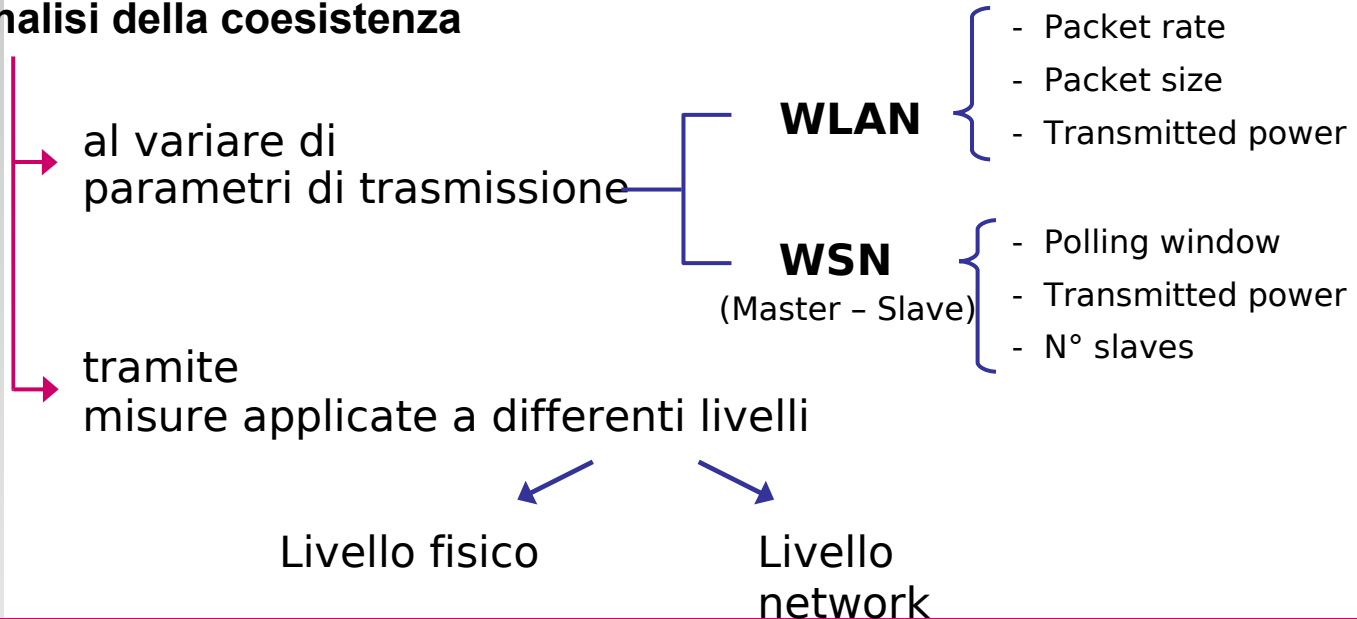 nalisi della coesistenza
al variare di
parametri di trasmissione
WLAN
- Packet rate
- Packet size
- Transmitted power
WSN
(Master – Slave)
- Polling window
- Transmitted power
- N° slaves
tramite
misure applicate a differenti livelli
Livello fisico
Livello
network